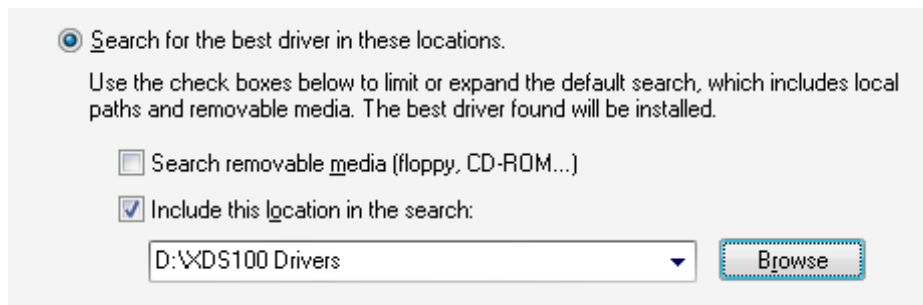 Search for the best driver in these locations.
Use the check boxes below to limit or expand the default search, which includes local
paths and removable media. The best driver found will be installed.
Search removable media (floppy, CD-ROM...)
Include this location in the search:
D:\XDS100 Drivers
Browse